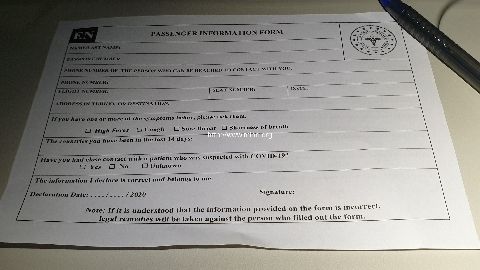 EN
PASSENGER INFORMATION FORM
NAME/LAST NAME:
PASSPORT NUMBER:
PHONE NUMBER OF THE PERSON WHO CAN BE REACHED TO CONTACT WITH YOU:
PHONE NUMBER:
FLIGHT NUMBER: SEAT NUMBER: DATE:
ADDRESS IN TURKEY OR DESTINATION:
If you have one or more of the symptoms below, please mark them.
☐ High Fever ☐ Cough ☐ Sore throat ☐ Shortness of breath
The countries you have been in the last 14 days:
Have you had close contact with a patient who was suspected with COVID-19?
☐ Yes ☐ No ☐ Unknown
The information I declare is correct and belongs to me.
Declaration Date: ..... / ..... / 2020 Signature:
Note: If it is understood that the information provided on the form is incorrect,
legal remedies will be taken against the person who filled out the form.